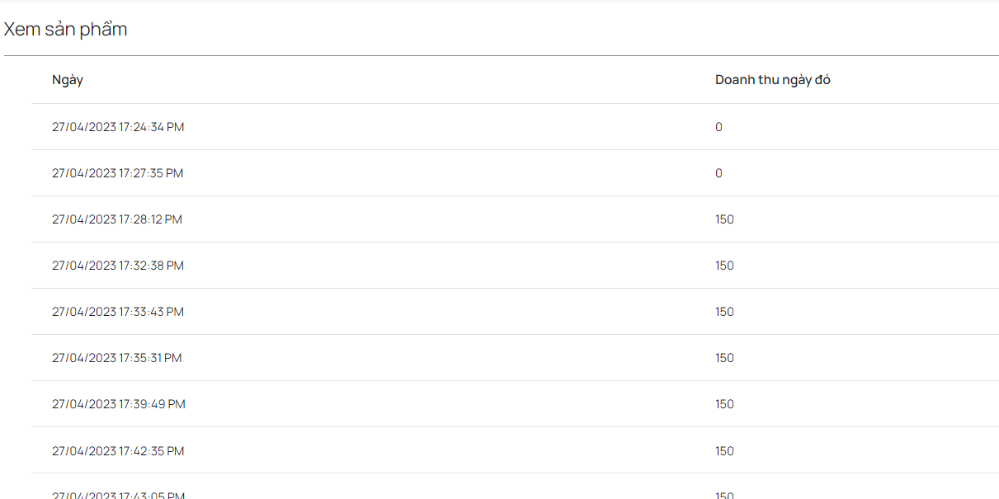 Xem sản phẩm
Ngày Doanh thu ngày đó
27/04/2023 17:24:34 PM 0
27/04/2023 17:27:35 PM 0
27/04/2023 17:28:12 PM 150
27/04/2023 17:32:38 PM 150
27/04/2023 17:33:43 PM 150
27/04/2023 17:35:31 PM 150
27/04/2023 17:39:49 PM 150
27/04/2023 17:42:35 PM 150
27/04/2023 17:43:05 PM 150